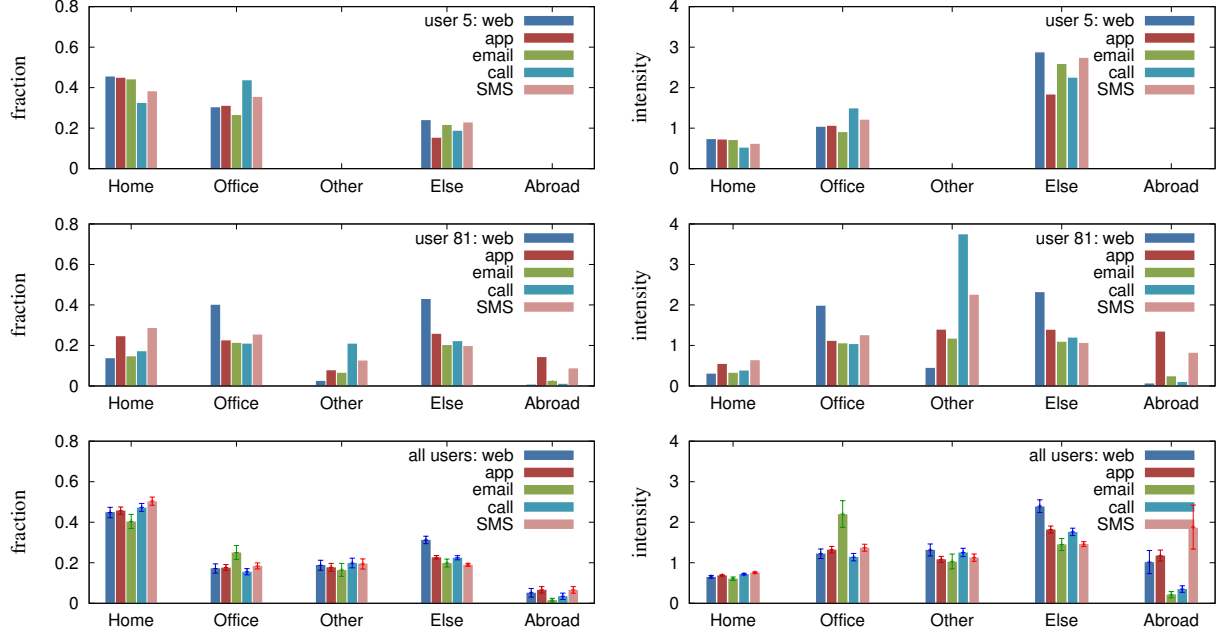 0.8
0.6
0.4
0.2
0
fraction
user 5: web
app
email
call
SMS
Home Office Other Else Abroad
4
3
2
1
0
intensity
user 5: web
app
email
call
SMS
Home Office Other Else Abroad
0.8
0.6
0.4
0.2
0
fraction
user 81: web
app
email
call
SMS
Home Office Other Else Abroad
4
3
2
1
0
intensity
user 81: web
app
email
call
SMS
Home Office Other Else Abroad
0.8
0.6
0.4
0.2
0
fraction
all users: web
app
email
call
SMS
Home Office Other Else Abroad
4
3
2
1
0
intensity
all users: web
app
email
call
SMS
Home Office Other Else Abroad